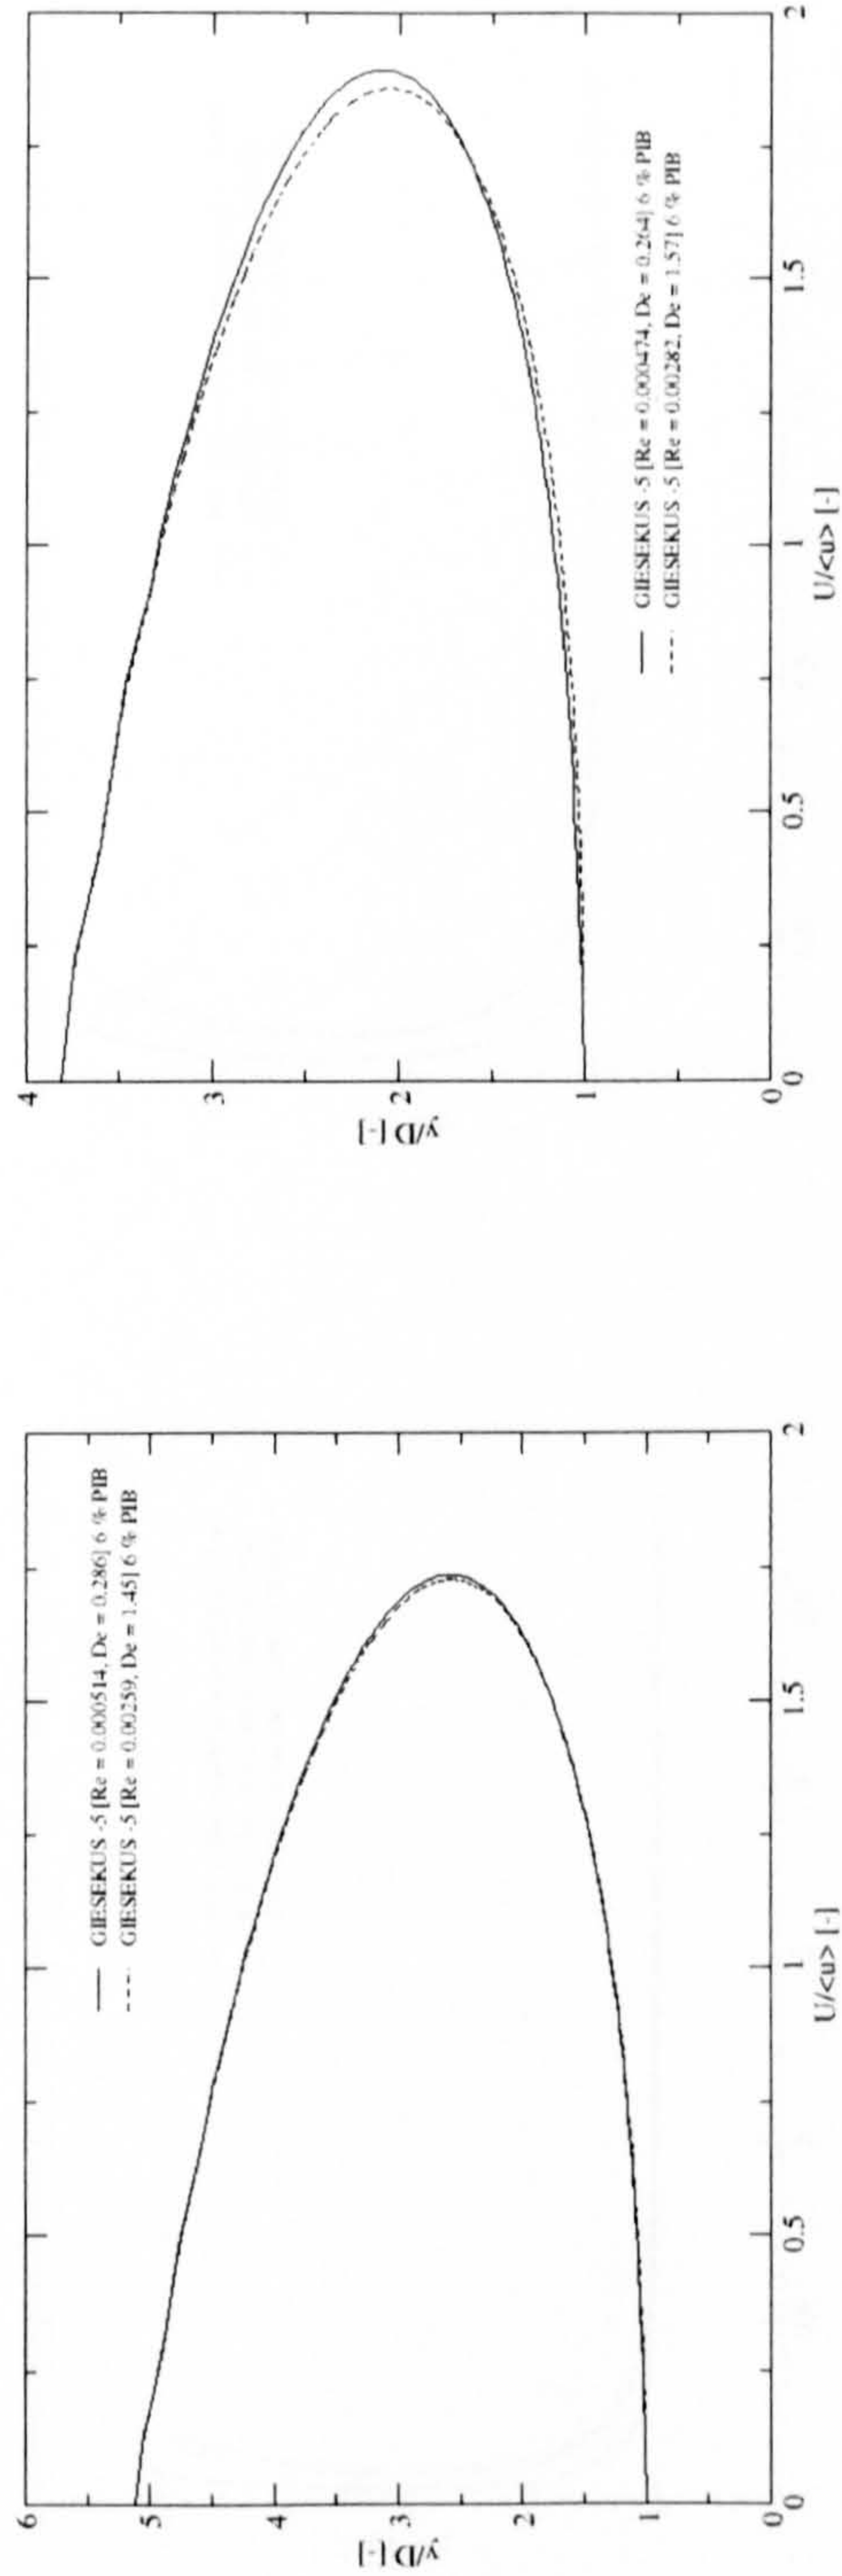 6
5
4
3
2
1
0
y/D [-]
GIESEKUS -5 [Re = 0.000514, De = 0.286] 6 % PIB
GIESEKUS -5 [Re = 0.00259, De = 1.45] 6 % PIB
0
0.5
1
1.5
2
U/<u> [-]
4
3
2
1
0
y/D [-]
GIESEKUS -5 [Re = 0.000474, De = 0.264] 6 % PIB
GIESEKUS -5 [Re = 0.00282, De = 1.57] 6 % PIB
0
0.5
1
1.5
2
U/<u> [-]